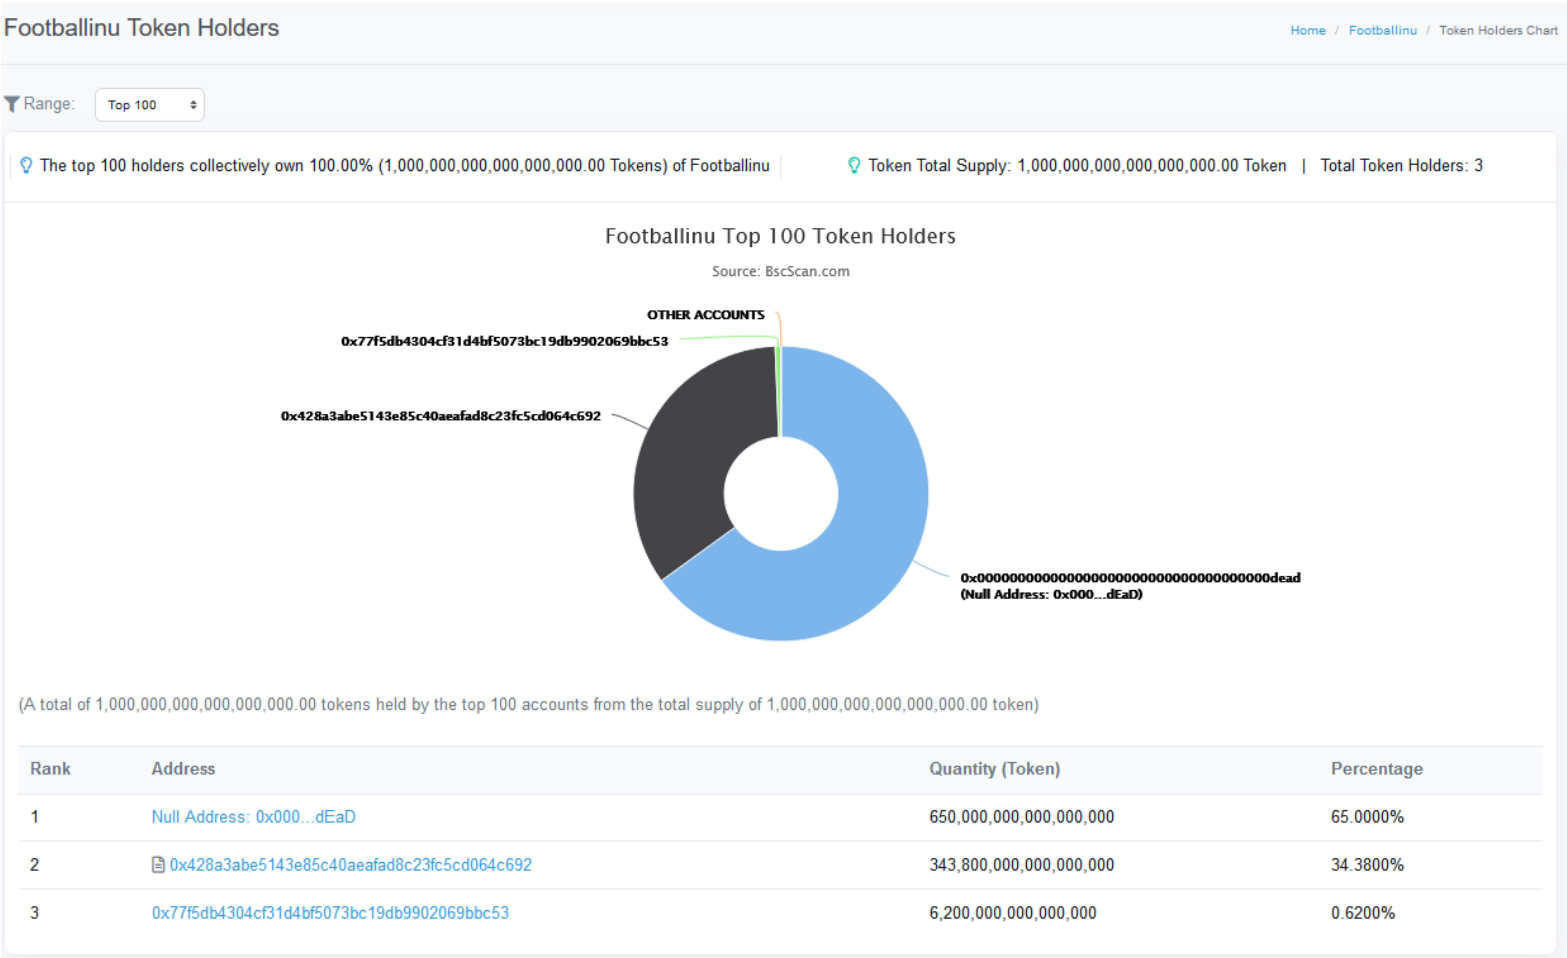 Footballinu Token Holders
Home / Footballinu / Token Holders Chart
Range: Top 100
The top 100 holders collectively own 100.00% (1,000,000,000,000,000,000.00 Tokens) of Footballinu
Token Total Supply: 1,000,000,000,000,000,000.00 Token | Total Token Holders: 3
Footballinu Top 100 Token Holders
Source: BscScan.com
OTHER ACCOUNTS
0x77f5db4304cf31d4bf5073bc19db9902069bbc53
0x428a3abe5143e85c40aeafad8c23fc5cd064c692
0x000000000000000000000000000000000000dead
(Null Address: 0x000...dEaD)
(A total of 1,000,000,000,000,000,000.00 tokens held by the top 100 accounts from the total supply of 1,000,000,000,000,000,000.00 token)
Rank Address Quantity (Token) Percentage
1 Null Address: 0x000...dEaD 650,000,000,000,000,000 65.0000%
2 0x428a3abe5143e85c40aeafad8c23fc5cd064c692 343,800,000,000,000,000 34.3800%
3 0x77f5db4304cf31d4bf5073bc19db9902069bbc53 6,200,000,000,000,000 0.6200%